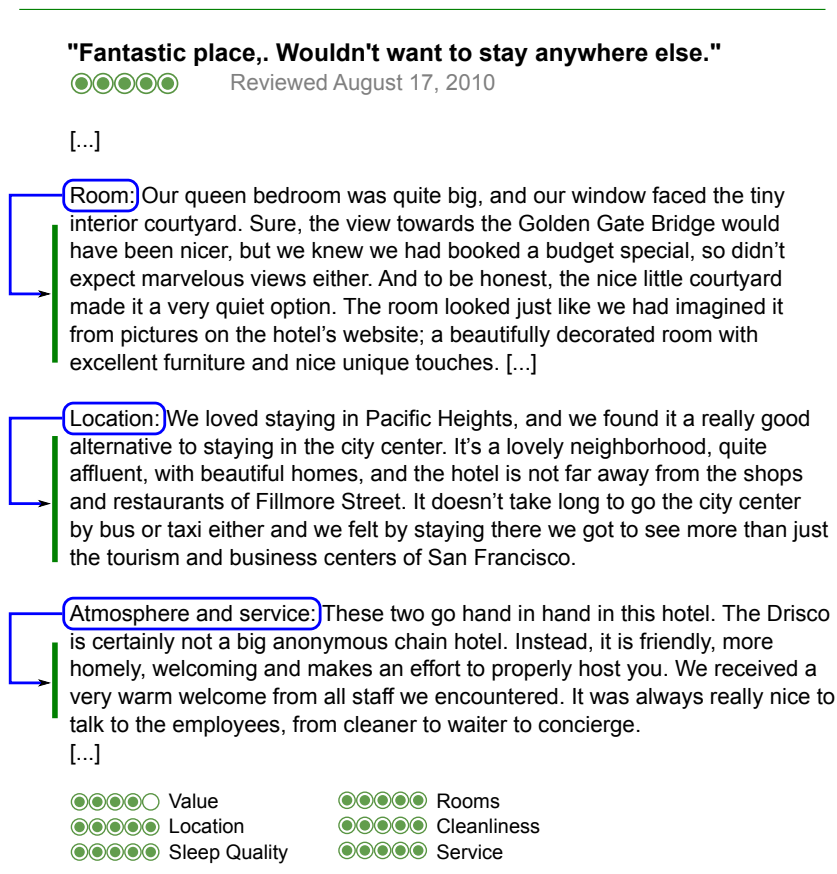 "Fantastic place,. Wouldn't want to stay anywhere else."
Reviewed August 17, 2010
[...]
Room: Our queen bedroom was quite big, and our window faced the tiny
interior courtyard. Sure, the view towards the Golden Gate Bridge would
have been nicer, but we knew we had booked a budget special, so didn't
expect marvelous views either. And to be honest, the nice little courtyard
made it a very quiet option. The room looked just like we had imagined it
from pictures on the hotel's website; a beautifully decorated room with
excellent furniture and nice unique touches. [...]
Location: We loved staying in Pacific Heights, and we found it a really good
alternative to staying in the city center. It's a lovely neighborhood, quite
affluent, with beautiful homes, and the hotel is not far away from the shops
and restaurants of Fillmore Street. It doesn't take long to go the city center
by bus or taxi either and we felt by staying there we got to see more than just
the tourism and business centers of San Francisco.
Atmosphere and service: These two go hand in hand in this hotel. The Drisco
is certainly not a big anonymous chain hotel. Instead, it is friendly, more
homely, welcoming and makes an effort to properly host you. We received a
very warm welcome from all staff we encountered. It was always really nice to
talk to the employees, from cleaner to waiter to concierge.
[...]
Value Rooms
Location Cleanliness
Sleep Quality Service